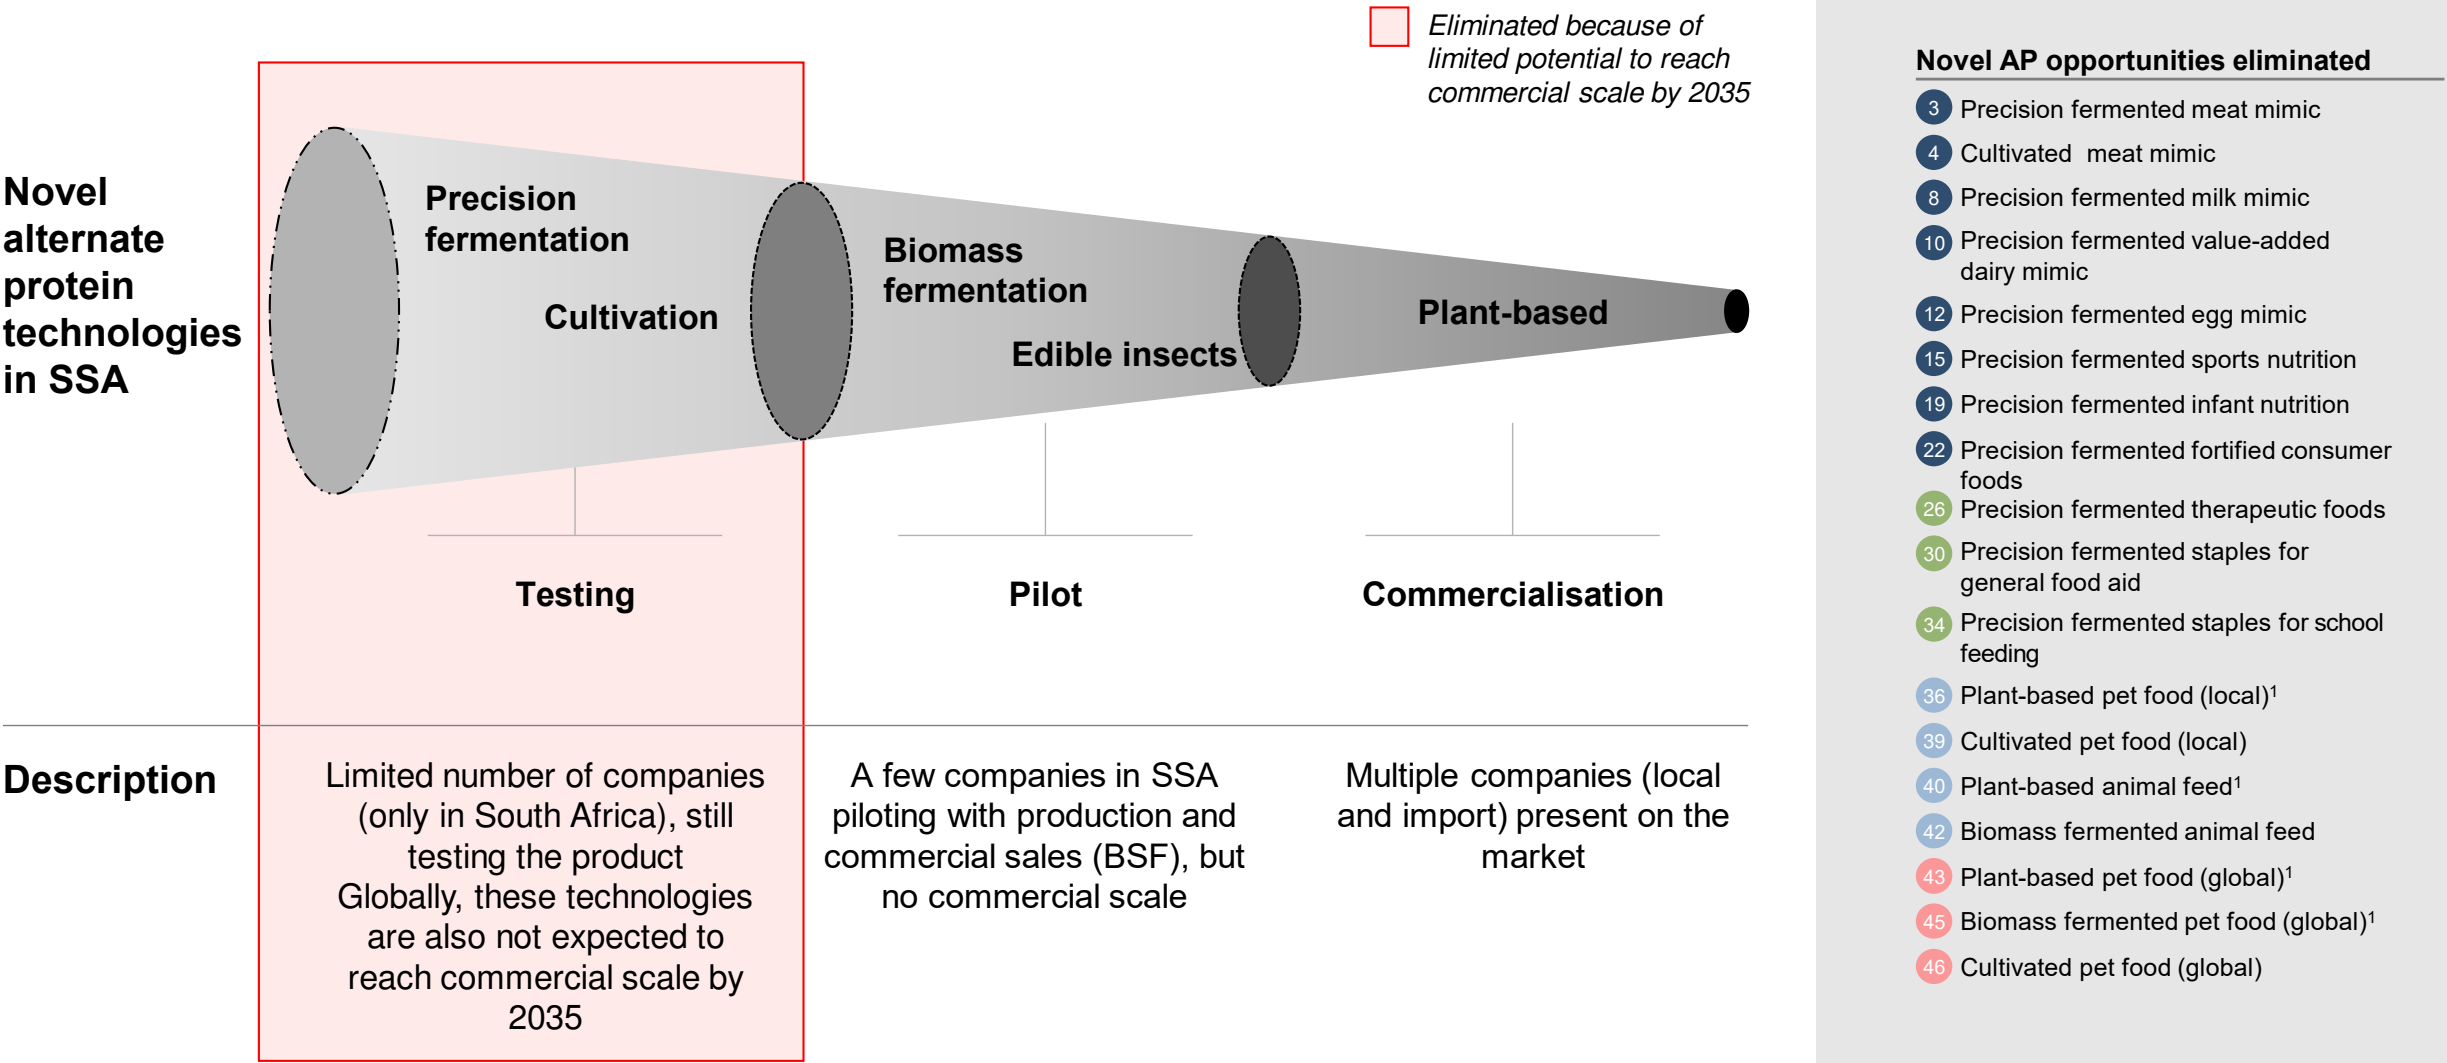 Eliminated because of
limited potential to reach
commercial scale by 2035
Novel
alternate
protein
technologies
in SSA
Precision
fermentation
Cultivation
Biomass
fermentation
Edible insects
Plant-based
Testing
Pilot
Commercialisation
Description
Limited number of companies
(only in South Africa), still
testing the product
Globally, these technologies
are also not expected to
reach commercial scale by
2035
A few companies in SSA
piloting with production and
commercial sales (BSF), but
no commercial scale
Multiple companies (local
and import) present on the
market
Novel AP opportunities eliminated
3 Precision fermented meat mimic
4 Cultivated meat mimic
8 Precision fermented milk mimic
10 Precision fermented value-added
dairy mimic
12 Precision fermented egg mimic
15 Precision fermented sports nutrition
19 Precision fermented infant nutrition
22 Precision fermented fortified consumer
foods
26 Precision fermented therapeutic foods
30 Precision fermented staples for
general food aid
34 Precision fermented staples for school
feeding
36 Plant-based pet food (local)¹
39 Cultivated pet food (local)
40 Plant-based animal feed¹
42 Biomass fermented animal feed
43 Plant-based pet food (global)¹
45 Biomass fermented pet food (global)¹
46 Cultivated pet food (global)